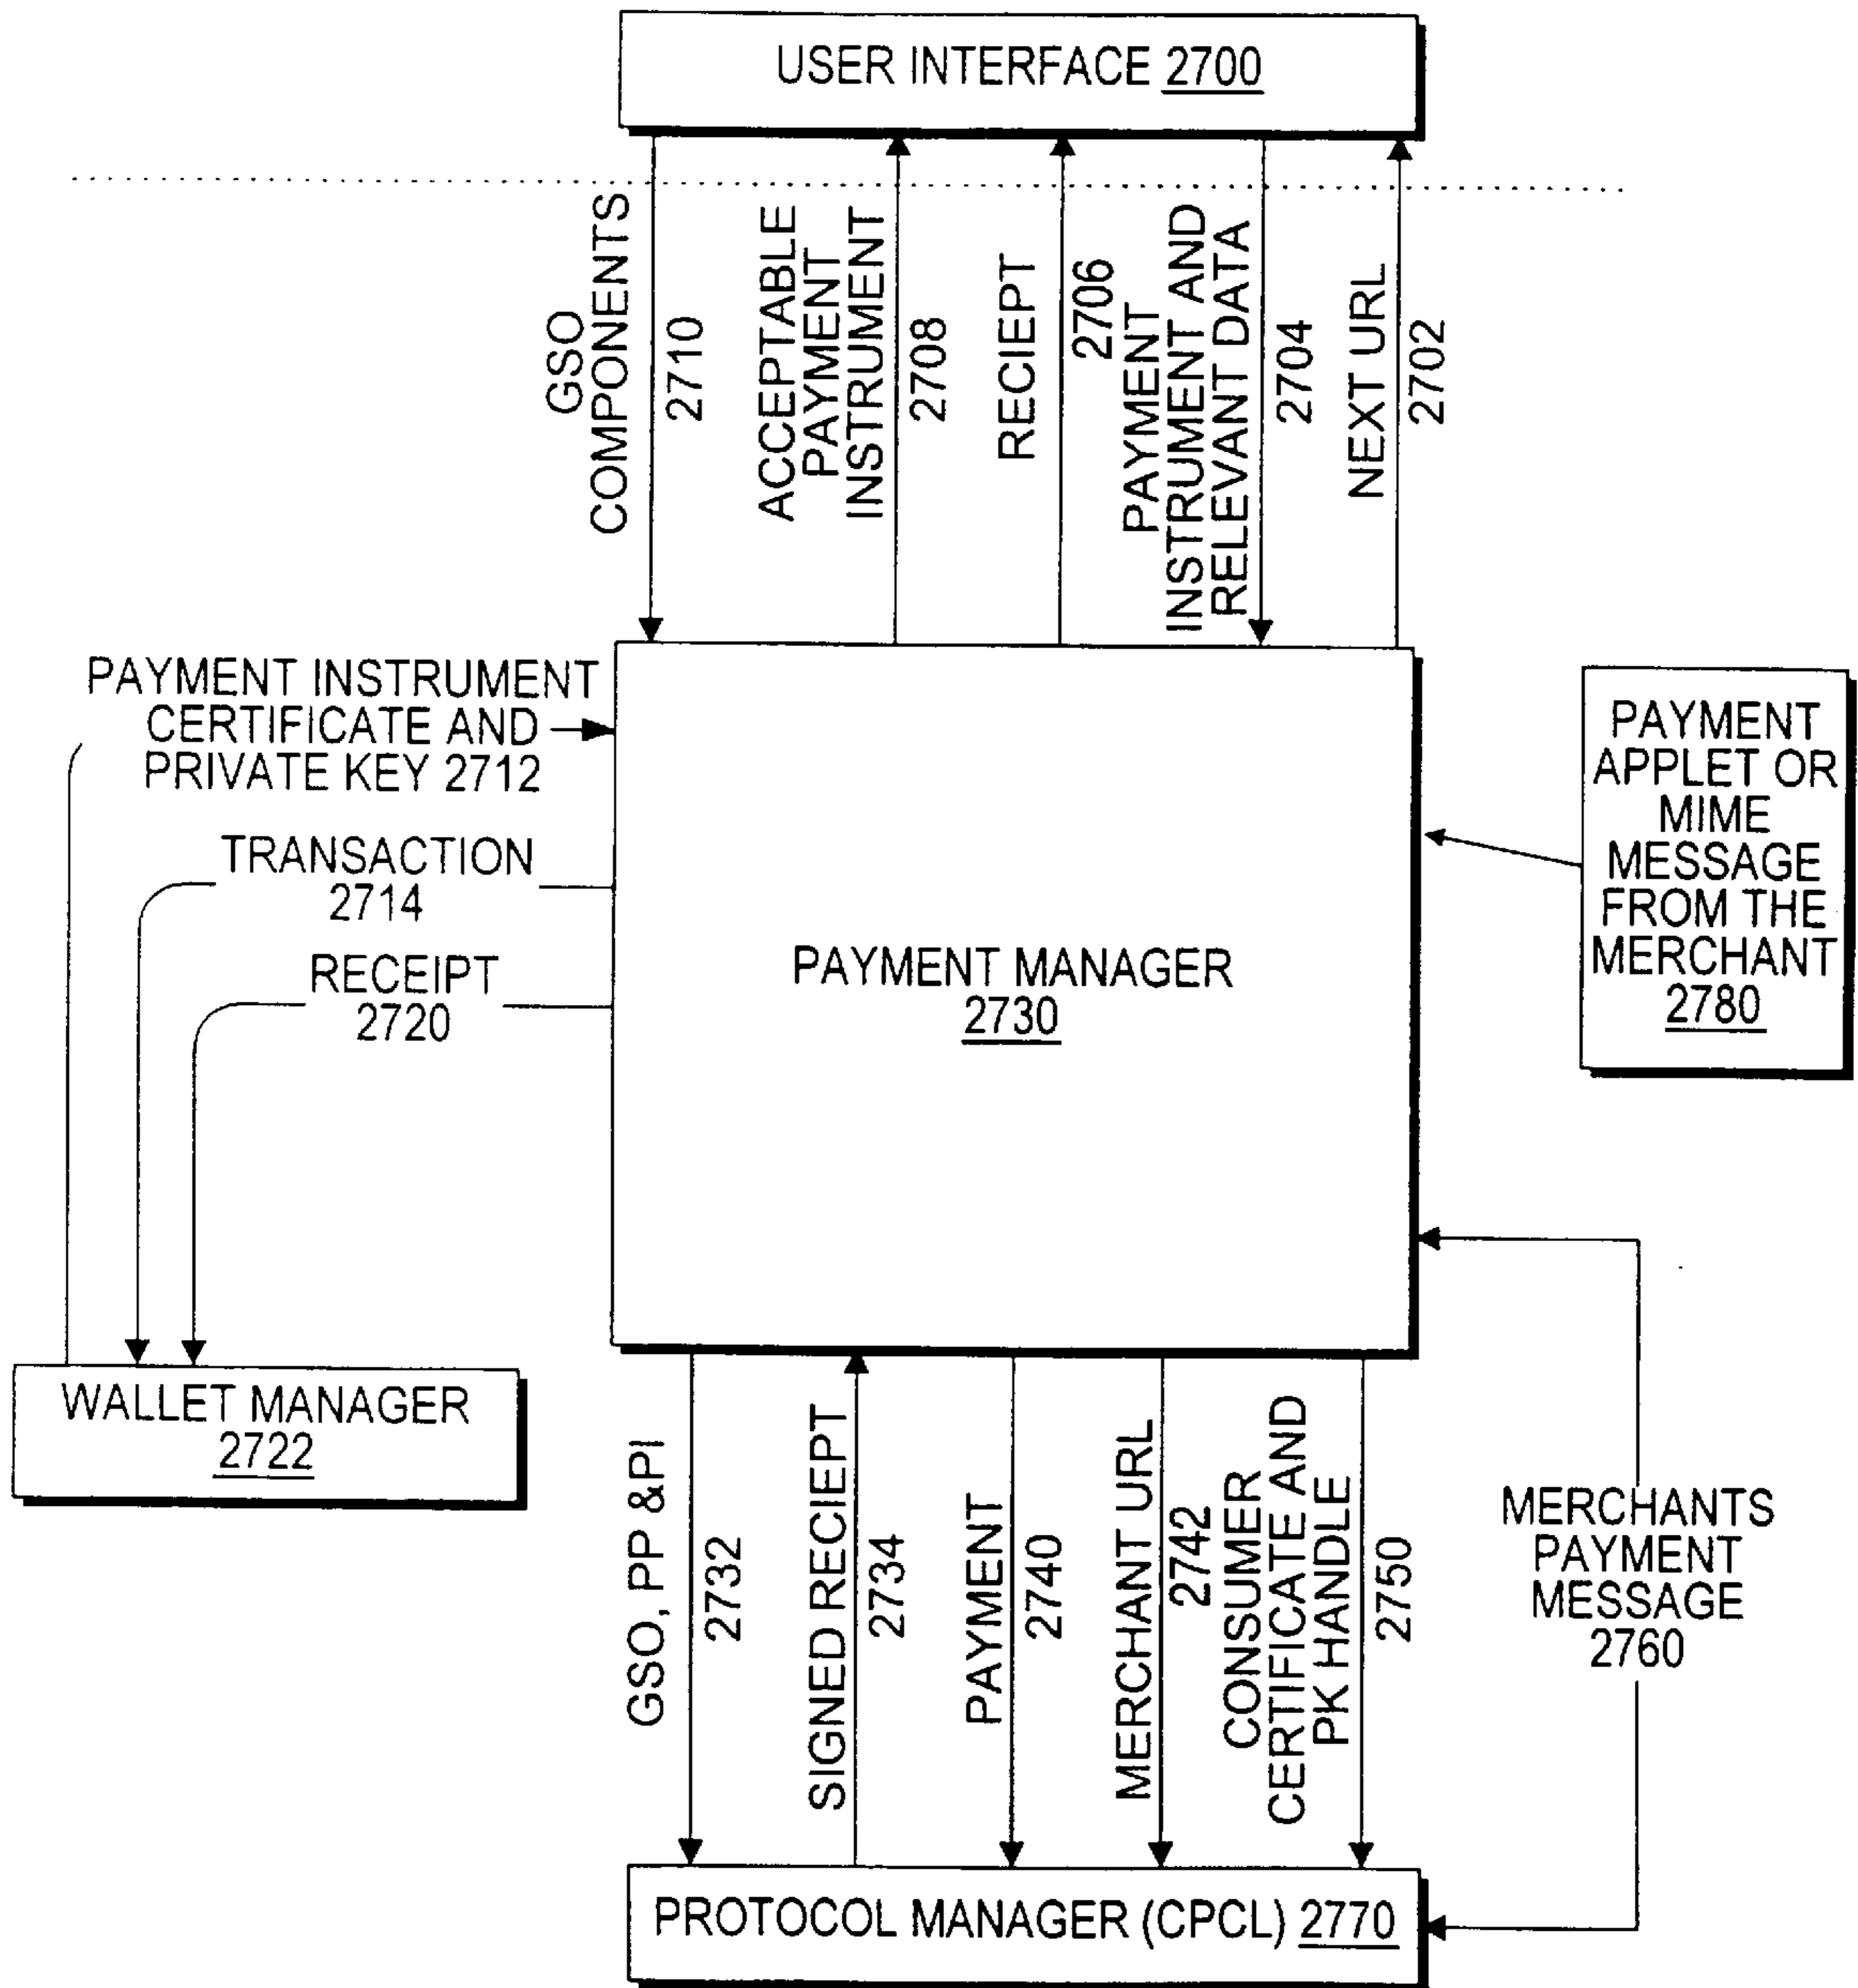 USER INTERFACE 2700
GSO
COMPONENTS
2710
ACCEPTABLE
PAYMENT
INSTRUMENT
2708
RECIEPT
2706
PAYMENT
INSTRUMENT AND
RELEVANT DATA
2704
NEXT URL
2702
PAYMENT INSTRUMENT
CERTIFICATE AND
PRIVATE KEY 2712
TRANSACTION
2714
RECEIPT
2720
PAYMENT MANAGER
2730
PAYMENT
APPLET OR
MIME
MESSAGE
FROM THE
MERCHANT
2780
WALLET MANAGER
2722
GSO, PP &PI
2732
SIGNED RECIEPT
2734
PAYMENT
2740
MERCHANT URL
2742
CONSUMER
CERTIFICATE AND
PK HANDLE
2750
MERCHANTS
PAYMENT
MESSAGE
2760
PROTOCOL MANAGER (CPCL) 2770